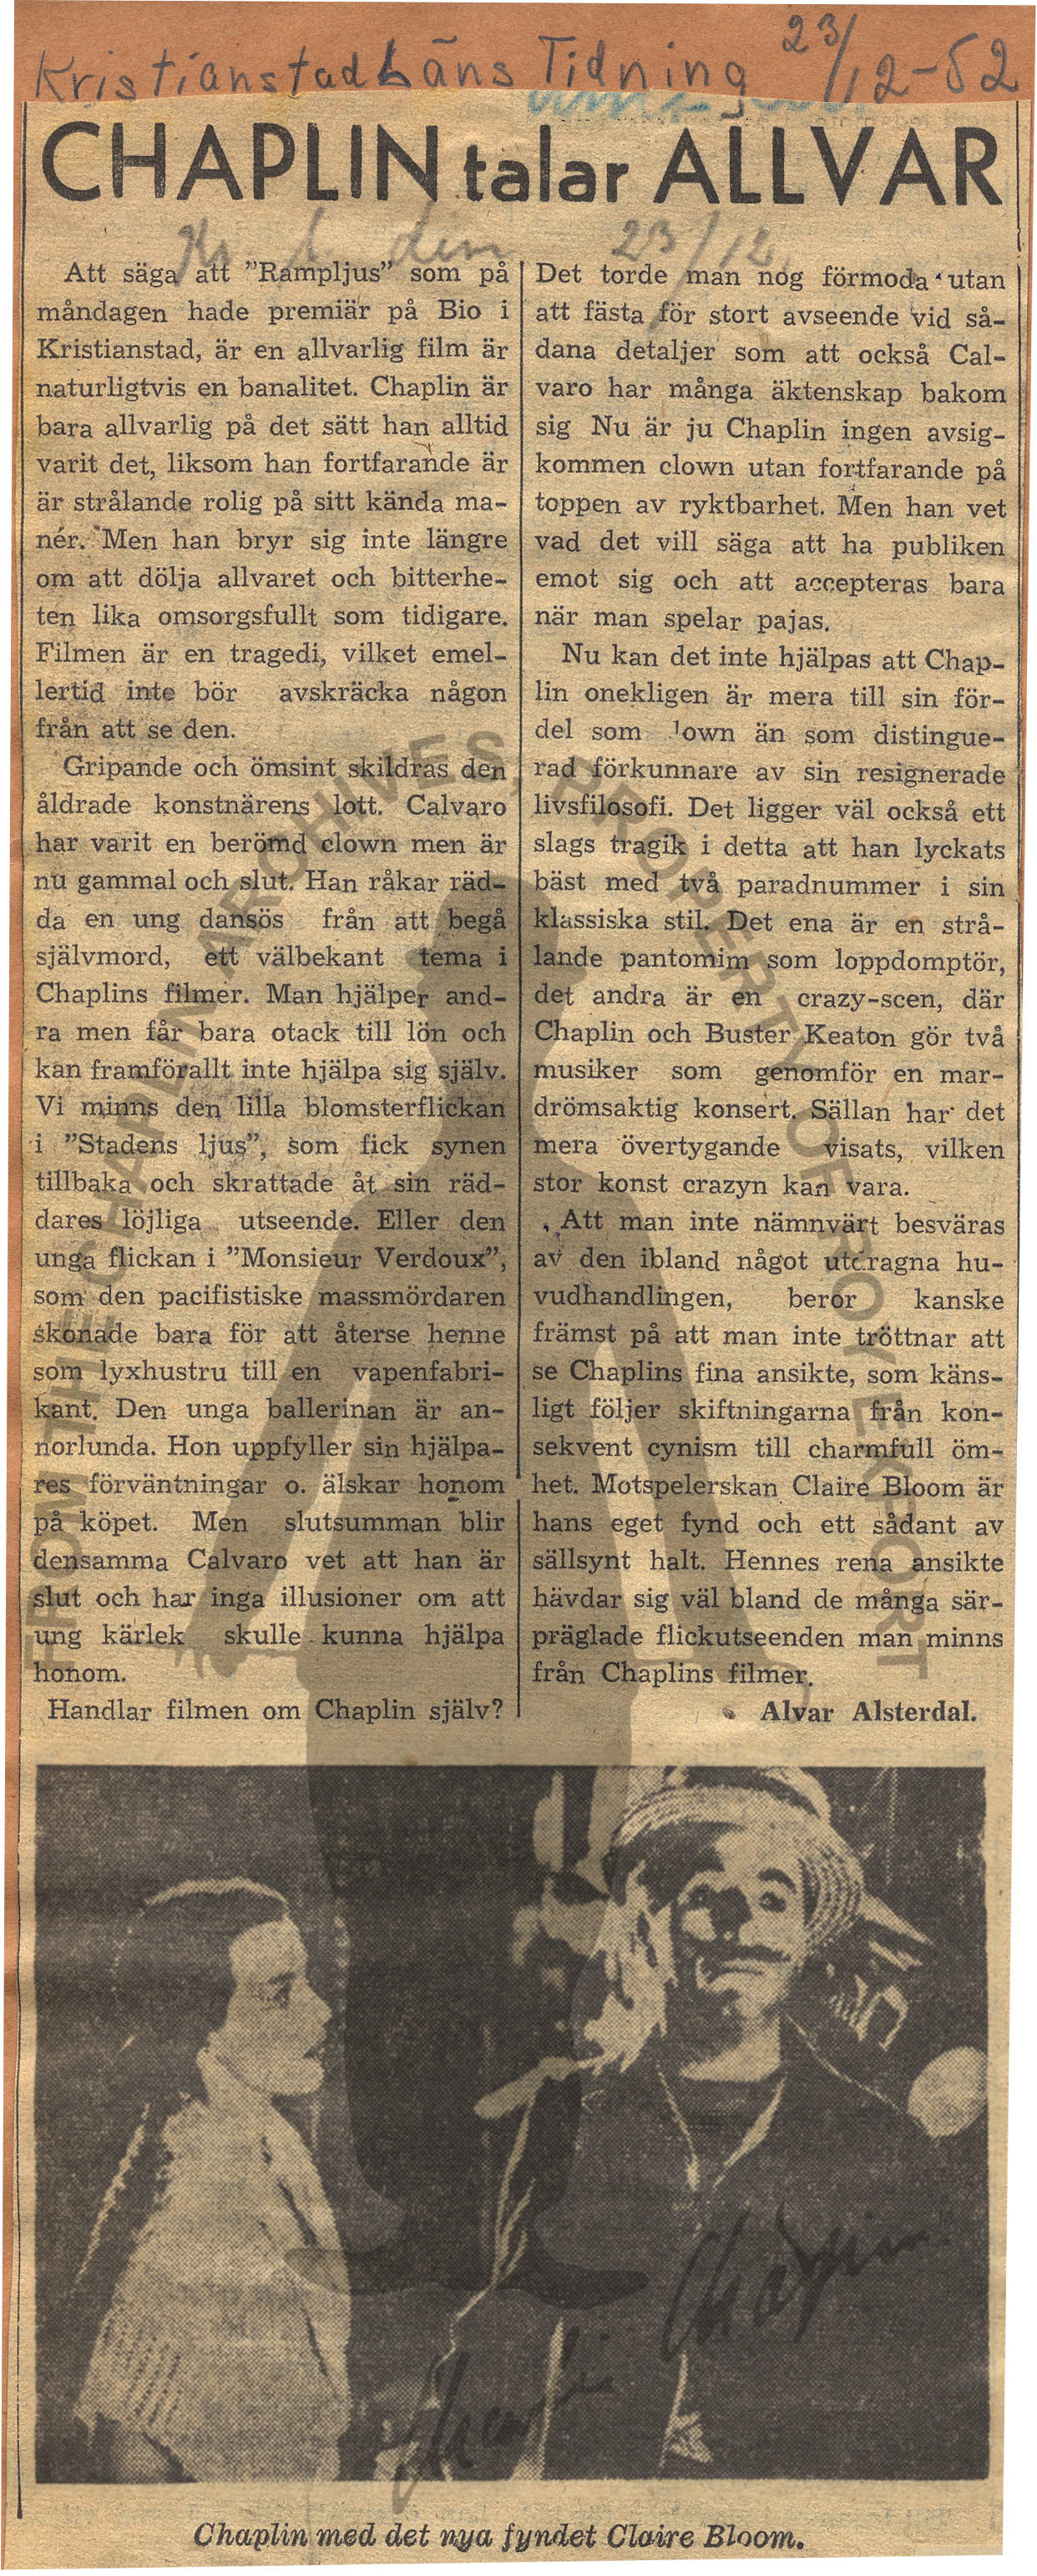 Kristianstad Läns Tidning 23/12-52
CHAPLIN talar ALLVAR
den 23/12
Att säga att ”Rampljus” som på
måndagen hade premiär på Bio i
Kristianstad, är en allvarlig film är
naturligtvis en banalitet. Chaplin är
bara allvarlig på det sätt han alltid
varit det, liksom han fortfarande är
är strålande rolig på sitt kända ma-
nér. Men han bryr sig inte längre
om att dölja allvaret och bitterhe-
ten lika omsorgsfullt som tidigare.
Filmen är en tragedi, vilket emel-
lertid inte bör avskräcka någon
från att se den.
Gripande och ömsint skildras den
åldrade konstnärens lott. Calvaro
har varit en berömd clown men är
nu gammal och slut. Han råkar räd-
da en ung dansös från att begå
självmord, ett välbekant tema i
Chaplins filmer. Man hjälper and-
ra men får bara otack till lön och
kan framförallt inte hjälpa sig själv.
Vi minns den lilla blomsterflickan
i ”Stadens ljus”, som fick synen
tillbaka och skrattade åt sin räd-
dares löjliga utseende. Eller den
unga flickan i ”Monsieur Verdoux”,
som den pacifistiske massmördaren
skonade bara för att återse henne
som lyxhustru till en vapenfabri-
kant. Den unga ballerinan är an-
norlunda. Hon uppfyller sin hjälpa-
res förväntningar o. älskar honom
på köpet. Men slutsumman blir
densamma Calvaro vet att han är
slut och har inga illusioner om att
ung kärlek skulle kunna hjälpa
honom.
Handlar filmen om Chaplin själv?
Det torde man nog förmoda utan
att fästa för stort avseende vid så-
dana detaljer som att också Cal-
varo har många äktenskap bakom
sig Nu är ju Chaplin ingen avsig-
kommen clown utan fortfarande på
toppen av ryktbarhet. Men han vet
vad det vill säga att ha publiken
emot sig och att accepteras bara
när man spelar pajas.
Nu kan det inte hjälpas att Chap-
lin onekligen är mera till sin för-
del som lown än som distingue-
rad förkunnare av sin resignerade
livsfilosofi. Det ligger väl också ett
slags tragik i detta att han lyckats
bäst med två paradnummer i sin
klassiska stil. Det ena är en strå-
lande pantomim som loppdomptör,
det andra är en crazy-scen, där
Chaplin och Buster Keaton gör två
musiker som genomför en mar-
drömsaktig konsert. Sällan har det
mera övertygande visats, vilken
stor konst crazyn kan vara.
Att man inte nämnvärt besväras
av den ibland något utdragna hu-
vudhandlingen, beror kanske
främst på att man inte tröttnar att
se Chaplins fina ansikte, som käns-
ligt följer skiftningarna från kon-
sekvent cynism till charmfull öm-
het. Motspelerskan Claire Bloom är
hans eget fynd och ett sådant av
sällsynt halt. Hennes rena ansikte
hävdar sig väl bland de många sär-
präglade flickutseenden man minns
från Chaplins filmer.
Alvar Alsterdal.
Charlie Chaplin
Chaplin med det nya fyndet Claire Bloom.
FROM THE CHAPLIN ARCHIVES, PROPERTY OF ROY EXPORT